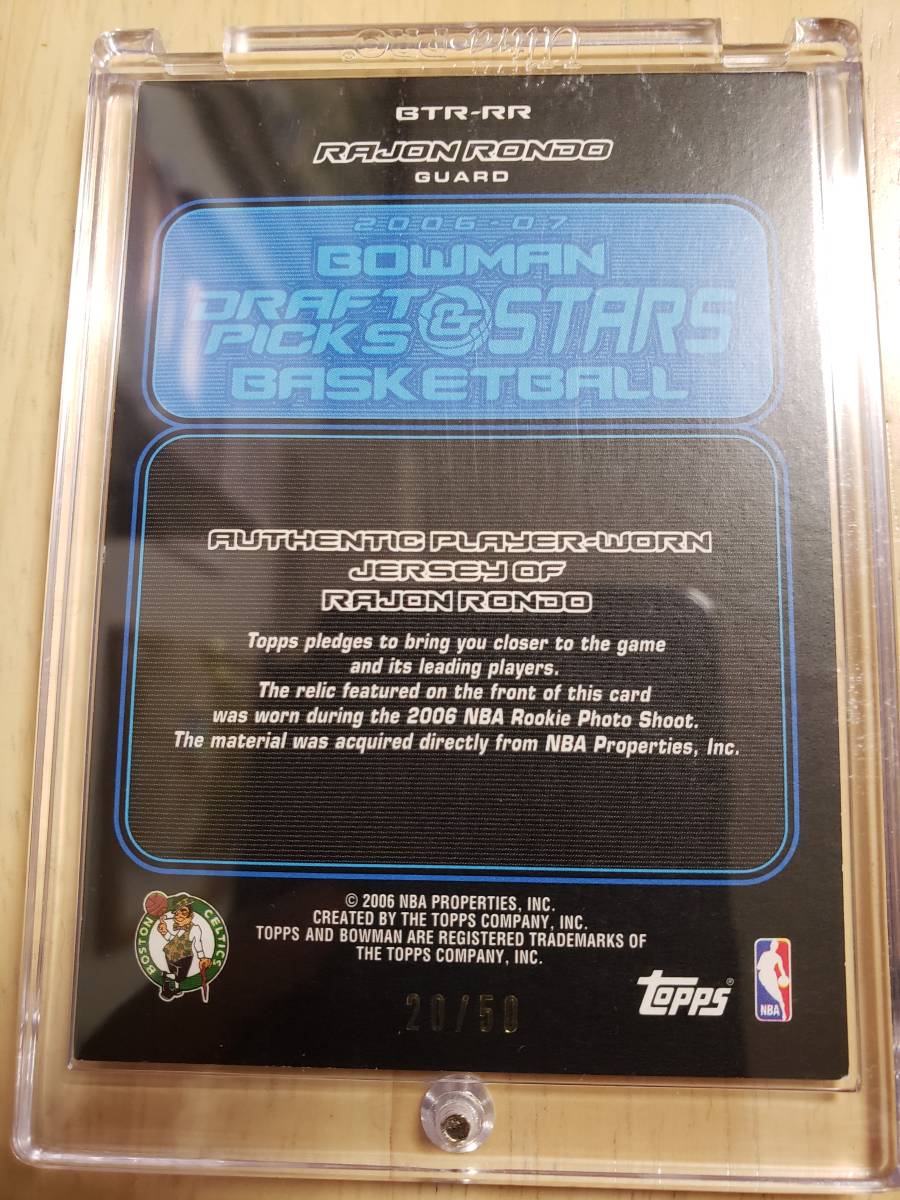 Ultra·PRO®
BTR-RR
RAJON RONDO
GUARD
2006-07
BOWMAN
DRAFT PICKS & STARS
BASKETBALL
AUTHENTIC PLAYER-WORN
JERSEY OF
RAJON RONDO
Topps pledges to bring you closer to the game
and its leading players.
The relic featured on the front of this card
was worn during the 2006 NBA Rookie Photo Shoot.
The material was acquired directly from NBA Properties, Inc.
© 2006 NBA PROPERTIES, INC.
CREATED BY THE TOPPS COMPANY, INC.
TOPPS AND BOWMAN ARE REGISTERED TRADEMARKS OF
THE TOPPS COMPANY, INC.
BOSTON CELTICS
20/50
Topps®
NBA